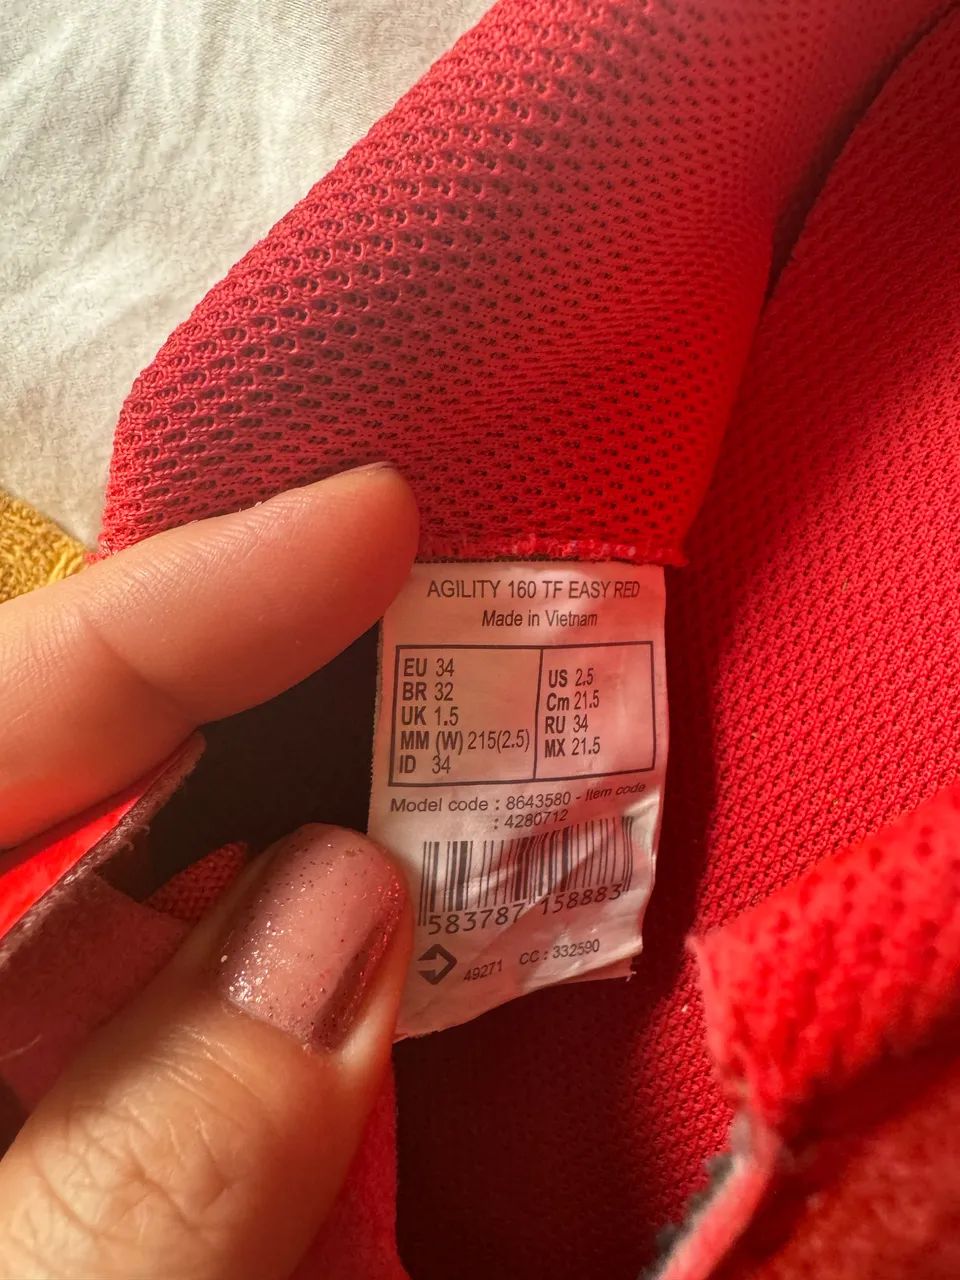 AGILITY 160 TF EASY RED
Made in Vietnam
EU 34
BR 32
UK 1.5
MM (W) 215(2.5)
ID 34
US 2.5
Cm 21.5
RU 34
MX 21.5
Model code : 8643580 - Item code
: 4280712
583787 158883
49271 CC : 332590